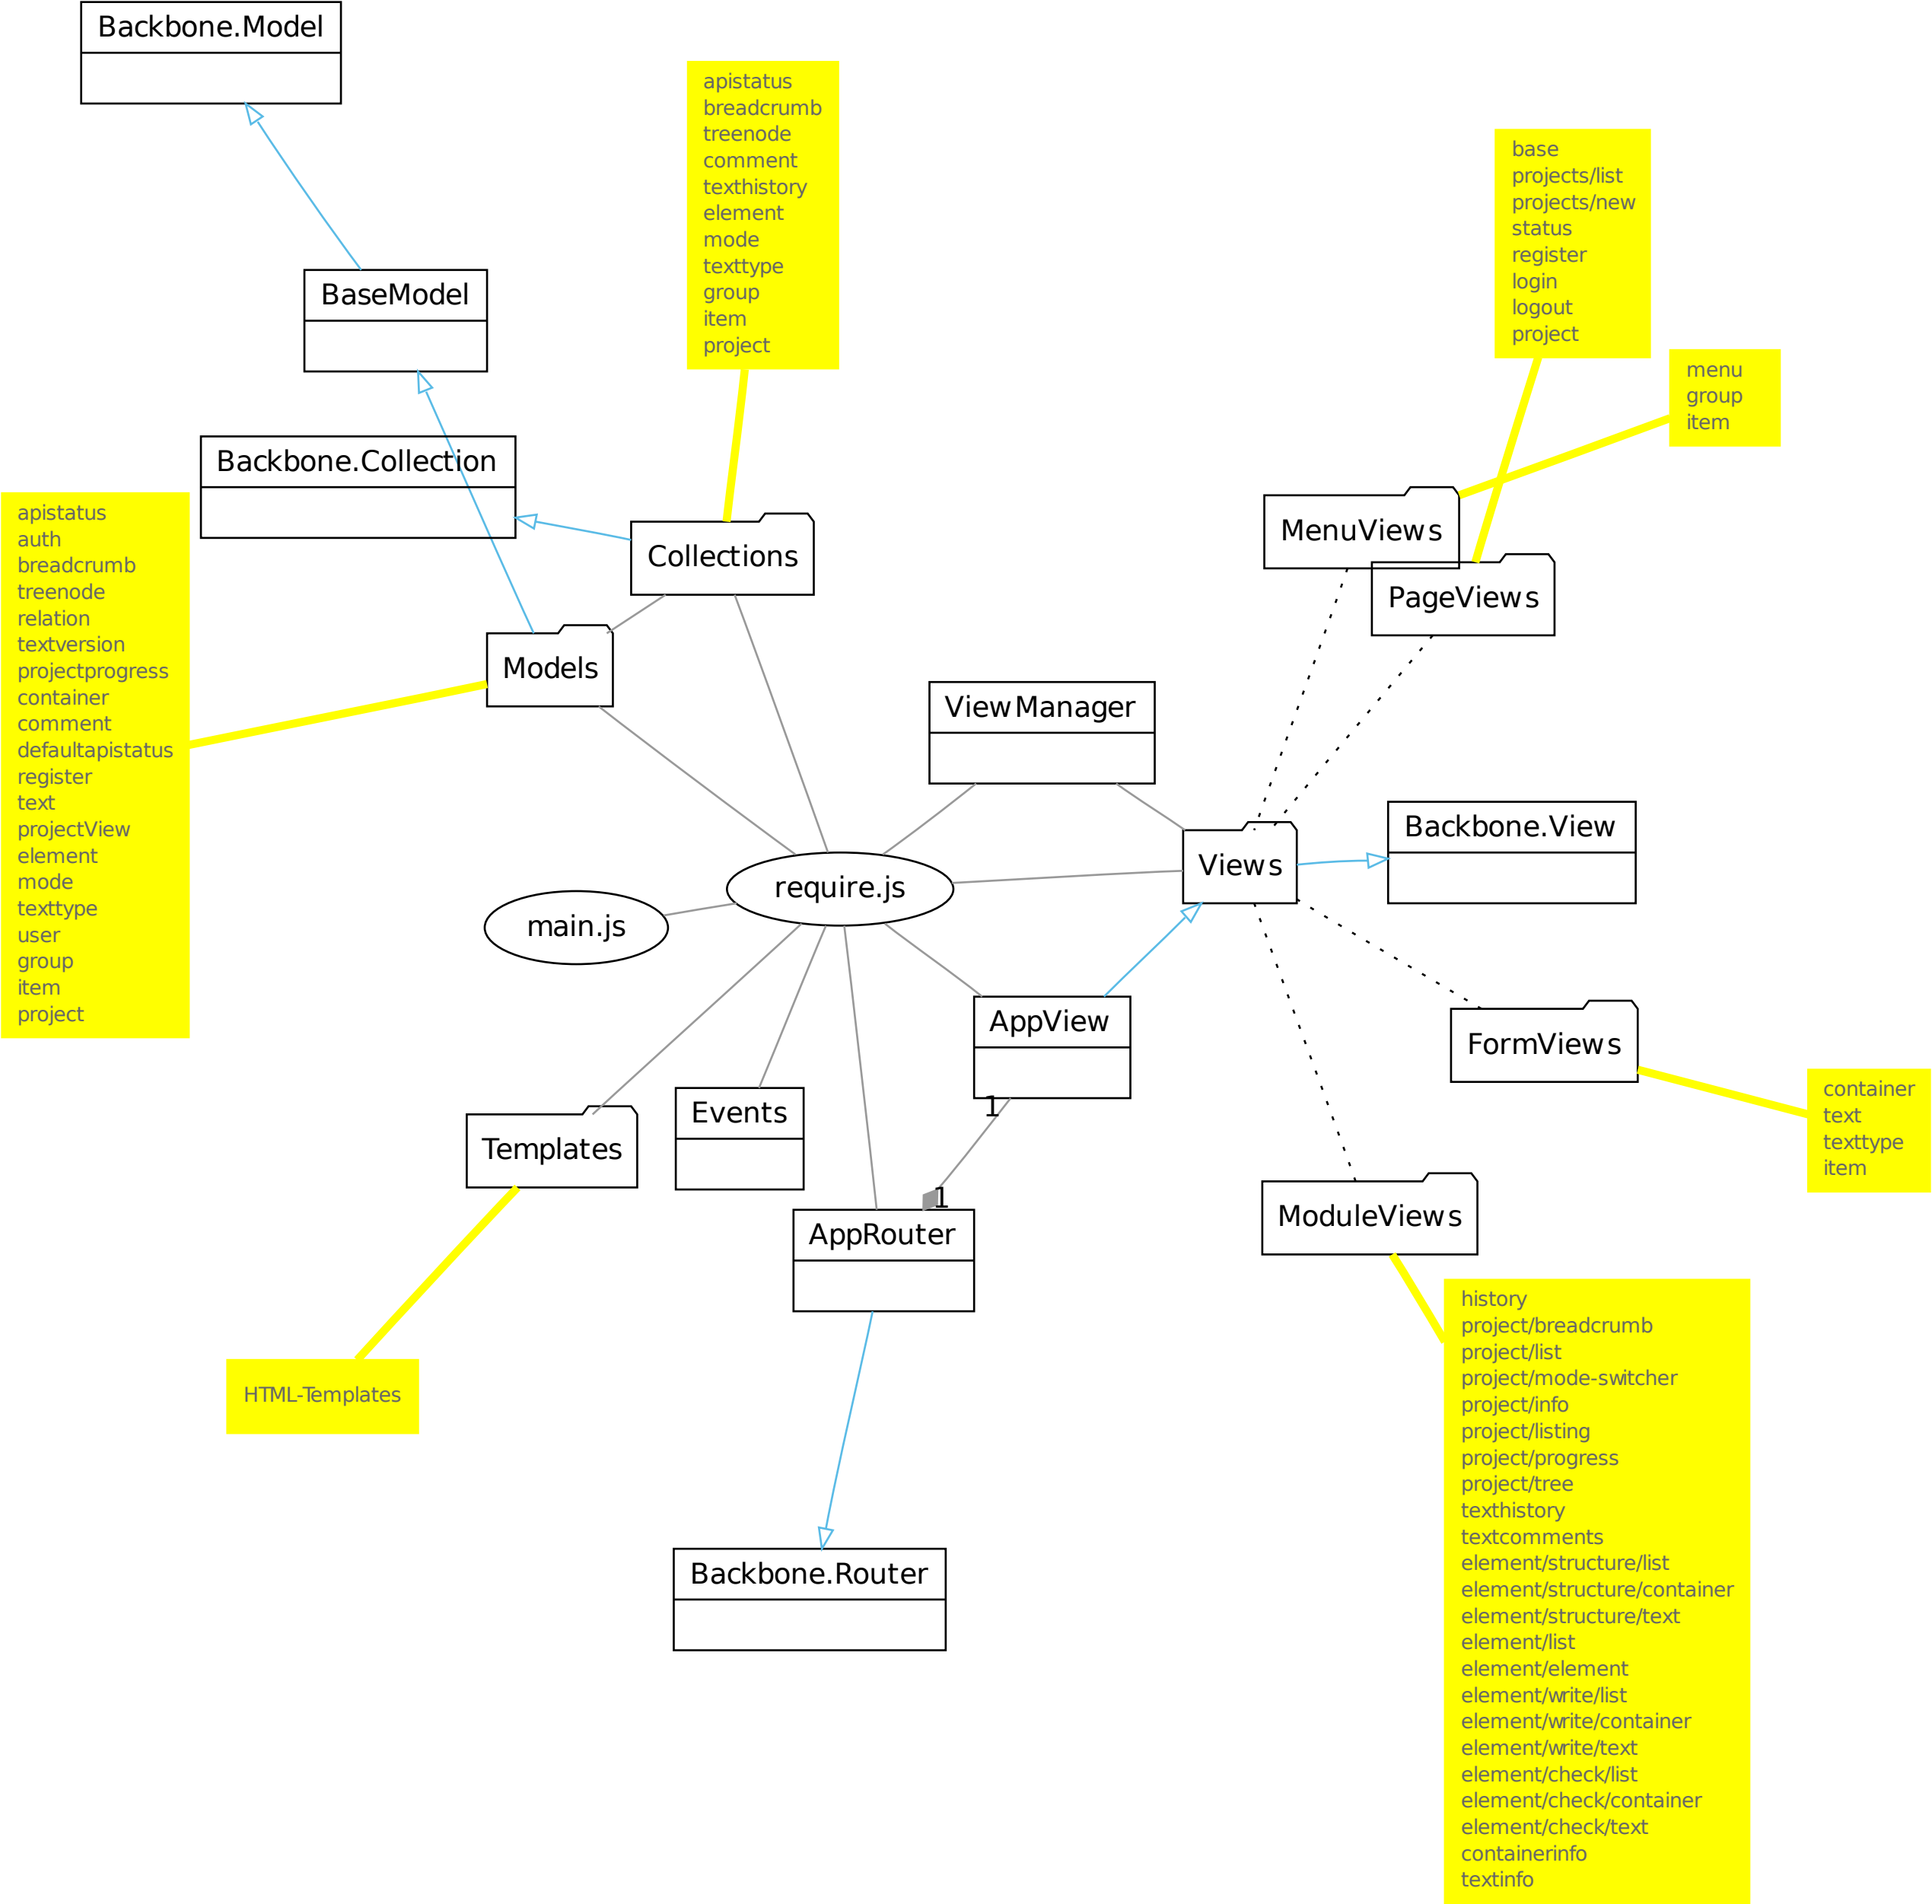 Backbone.Model
apistatus
breadcrumb
treenode
comment
texthistory
element
mode
texttype
group
item
project
base
projects/list
projects/new
status
register
login
logout
project
BaseModel
menu
group
item
Backbone.Collection
apistatus
auth
breadcrumb
treenode
relation
textversion
projectprogress
container
comment
defaultapistatus
register
text
projectView
element
mode
texttype
user
group
item
project
Collections
MenuViews
PageViews
Models
ViewManager
Backbone.View
Views
require.js
main.js
AppView
FormViews
container
text
texttype
item
1
Events
Templates
1
AppRouter
ModuleViews
history
project/breadcrumb
project/list
project/mode-switcher
project/info
project/listing
project/progress
project/tree
texthistory
textcomments
element/structure/list
element/structure/container
element/structure/text
element/list
element/element
element/write/list
element/write/container
element/write/text
element/check/list
element/check/container
element/check/text
containerinfo
textinfo
HTML-Templates
Backbone.Router